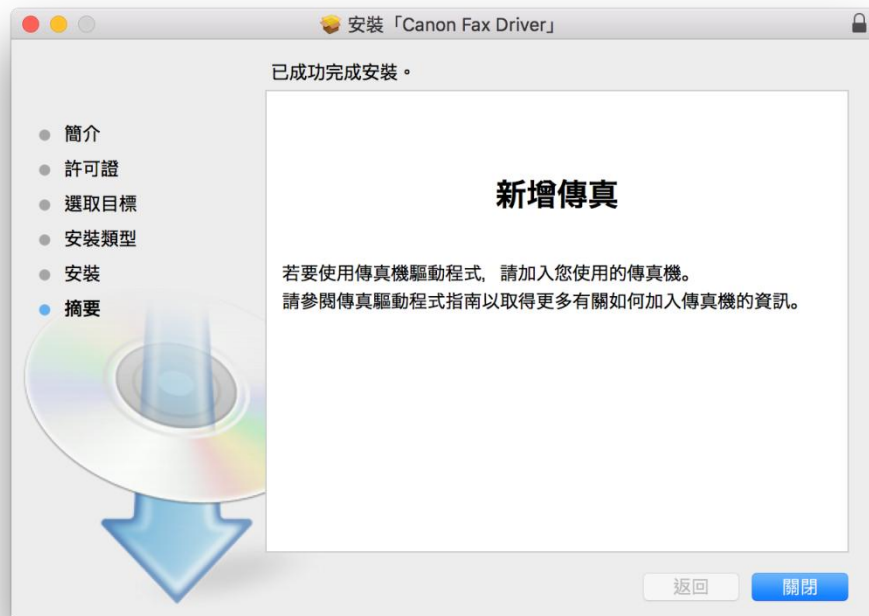 安裝「Canon Fax Driver」
已成功完成安裝。
簡介
許可證
選取目標
安裝類型
安裝
摘要
新增傳真
若要使用傳真機驅動程式，請加入您使用的傳真機。
請參閱傳真驅動程式指南以取得更多有關如何加入傳真機的資訊。
返回
關閉